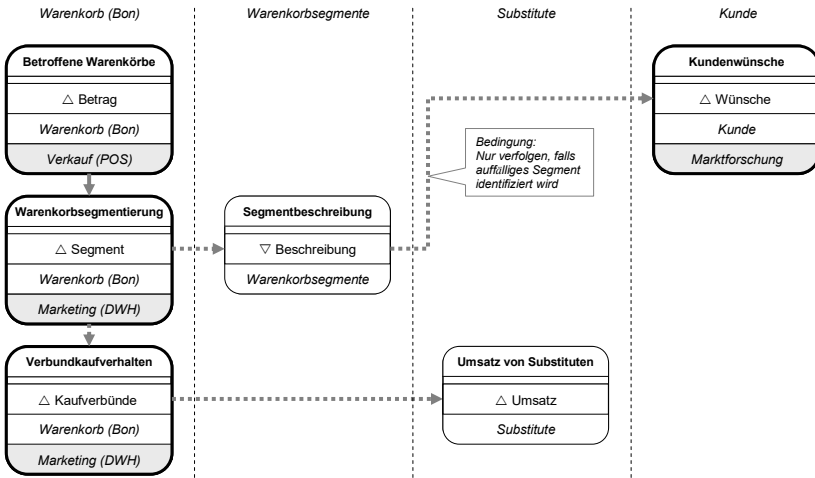 Warenkorb (Bon)
Warenkorbsegmente
Substitute
Kunde
Betroffene Warenkörbe
△ Betrag
Warenkorb (Bon)
Verkauf (POS)
Kundenwünsche
△ Wünsche
Kunde
Marktforschung
Bedingung:
Nur verfolgen, falls
auffälliges Segment
identifiziert wird
Warenkorbsegmentierung
△ Segment
Warenkorb (Bon)
Marketing (DWH)
Segmentbeschreibung
▽ Beschreibung
Warenkorbsegmente
Verbundkaufverhalten
△ Kaufverbünde
Warenkorb (Bon)
Marketing (DWH)
Umsatz von Substituten
△ Umsatz
Substitute